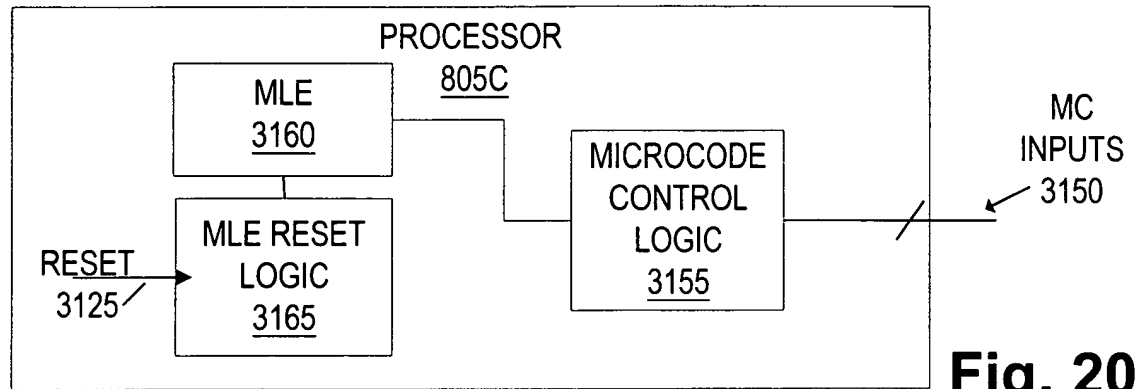 PROCESSOR
805C
MLE
3160
MLE RESET
LOGIC
3165
RESET
3125
MICROCODE
CONTROL
LOGIC
3155
MC
INPUTS
3150
Fig. 20